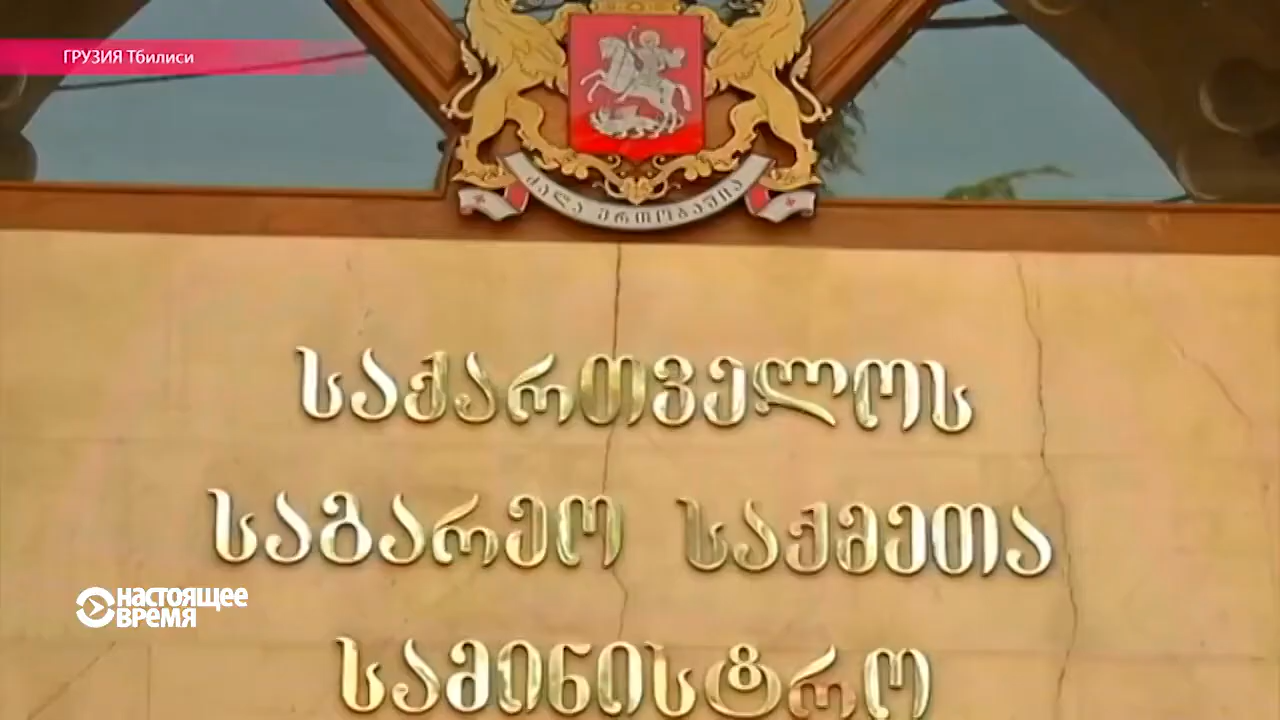 ГРУЗИЯ Тбилиси
ძალა ერთობაშია
საქართველოს
საგარეო საქმეთა
სამინისტრო
НАСТОЯЩЕЕ
ВРЕМЯ